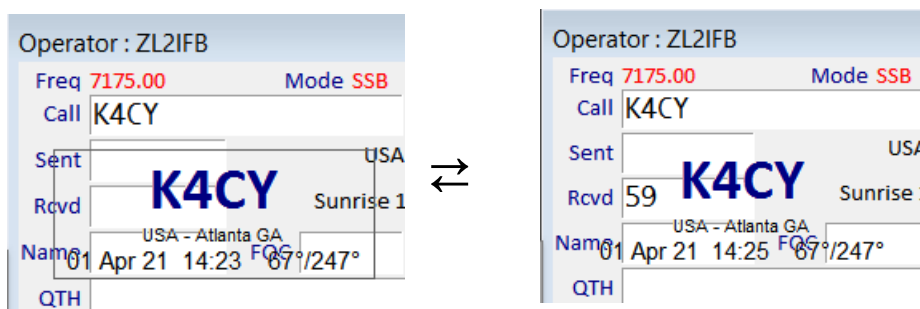 Operator : ZL2IFB
Freq 7175.00 Mode SSB
Call K4CY
Sent USA
K4CY
Rcvd Sunrise 1
USA - Atlanta GA
Name FOC
01 Apr 21 14:23 67°/247°
QTH
Operator : ZL2IFB
Freq 7175.00 Mode SSB
Call K4CY
Sent
K4CY
Rcvd 59 Sunrise
USA - Atlanta GA
Name FOC
01 Apr 21 14:25 67°/247°
QTH